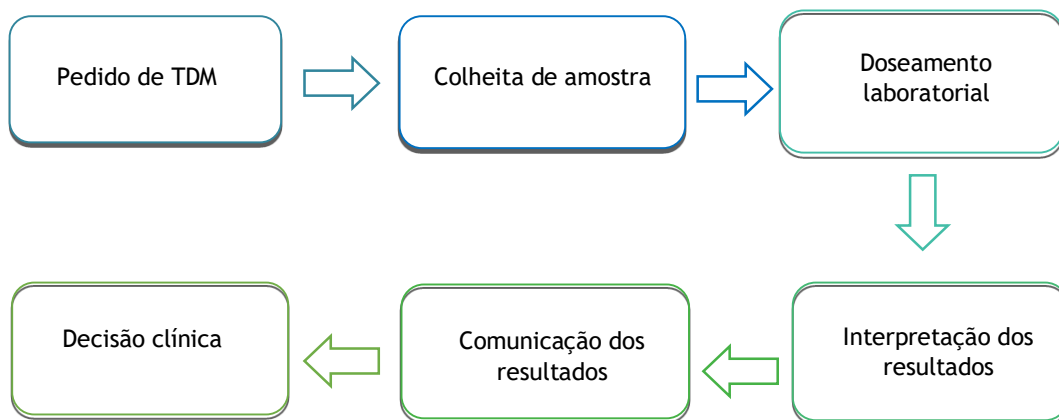 Pedido de TDM
Colheita de amostra
Doseamento
laboratorial
Interpretação dos
resultados
Comunicação dos
resultados
Decisão clínica